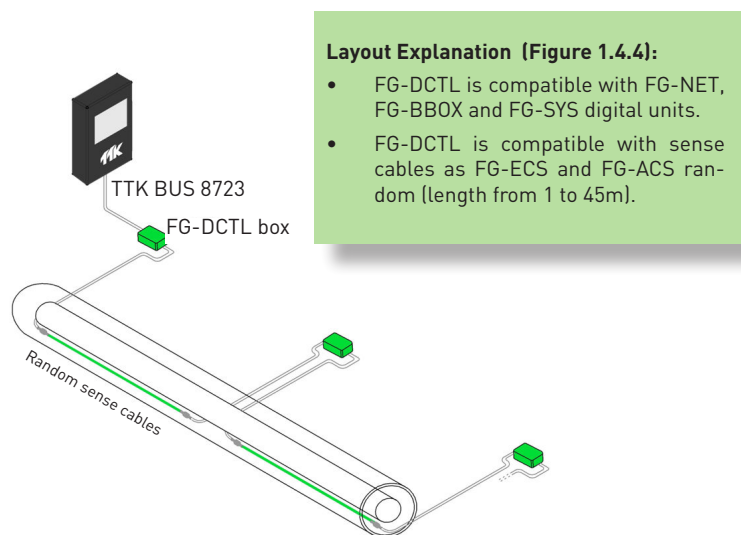 Layout Explanation (Figure 1.4.4):
• FG-DCTL is compatible with FG-NET,
FG-BBOX and FG-SYS digital units.
• FG-DCTL is compatible with sense
cables as FG-ECS and FG-ACS ran-
dom (length from 1 to 45m).
TTK
TTK BUS 8723
FG-DCTL box
Random sense cables